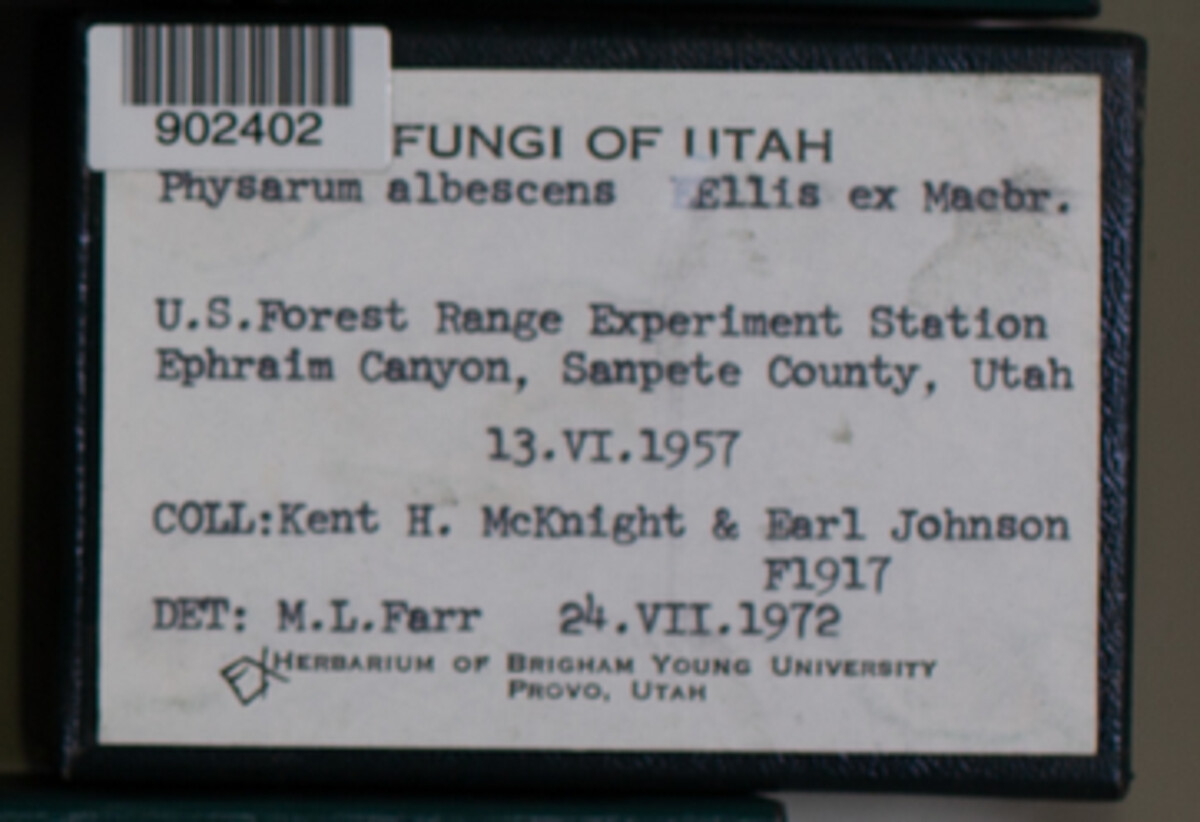 902402
FUNGI OF UTAH
Physarum albescens Ellis ex Macbr.
U.S.Forest Range Experiment Station
Ephraim Canyon, Sanpete County, Utah
13.VI.1957
COLL:Kent H. McKnight & Earl Johnson
F1917
DET: M.L.Farr 24.VII.1972
EX HERBARIUM OF BRIGHAM YOUNG UNIVERSITY
PROVO, UTAH